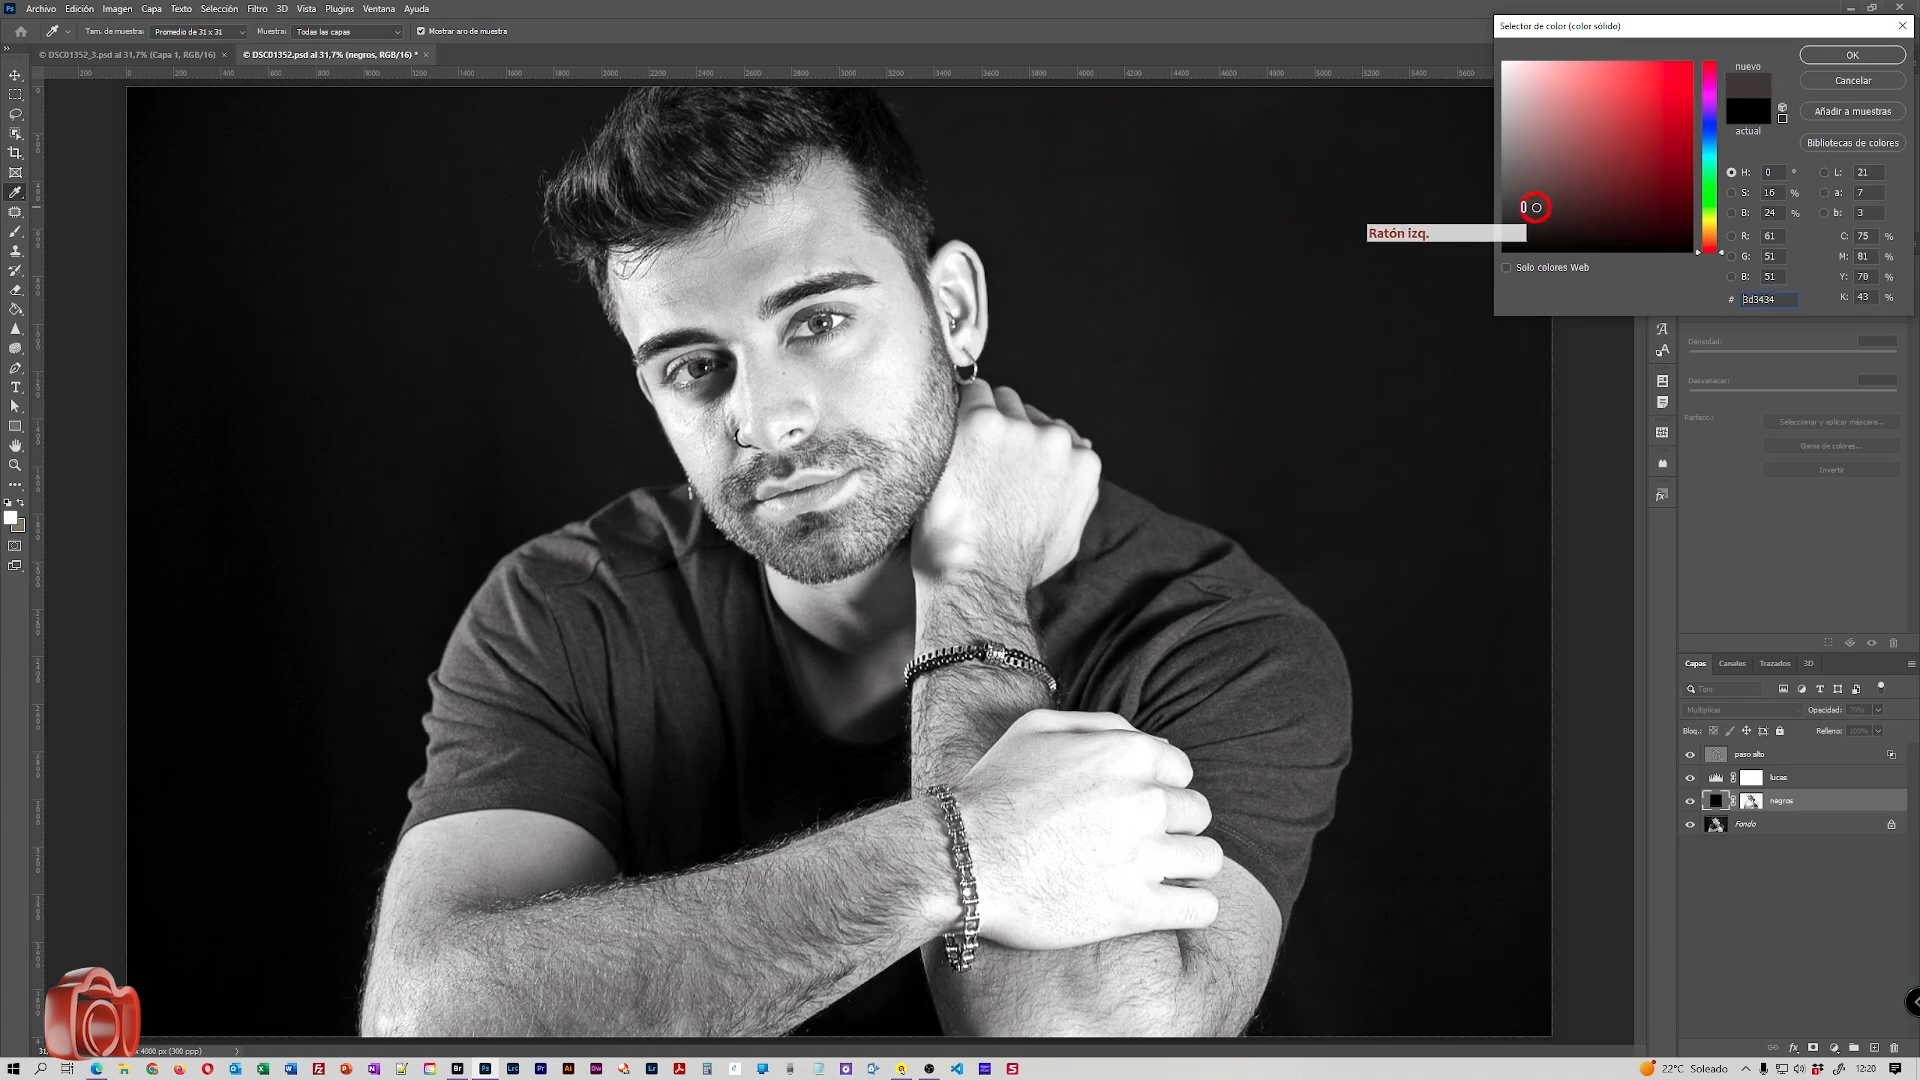 Archivo Edición Imagen Capa Texto Selección Filtro 3D Vista Plugins Ventana Ayuda
Tam. de muestra: Promedio de 31 x 31 Muestra: Todas las capas Mostrar aro de muestra
© DSC01352_3.psd al 31,7% (Capa 1, RGB/16) × © DSC01352.psd al 31,7% (negros, RGB/16) * ×
Selector de color (color sólido)
nuevo
actual
OK
Cancelar
Añadir a muestras
Bibliotecas de colores
H: 0 ° L: 21
S: 16 % a: 7
B: 24 % b: 3
R: 61 C: 75 %
G: 51 M: 81 %
B: 51 Y: 70 %
# 3d3434 K: 43 %
Solo colores Web
Ratón izq.
Densidad:
Desvanecer:
Perfecc.: Seleccionar y aplicar máscara...
Gama de colores...
Invertir
Capas Canales Trazados 3D
Tipo
Multiplicar Opacidad: 70%
Bloq.: Relleno: 100%
paso alto
luces
negros
Fondo
4000 px (300 ppp)
22°C Soleado 12:20